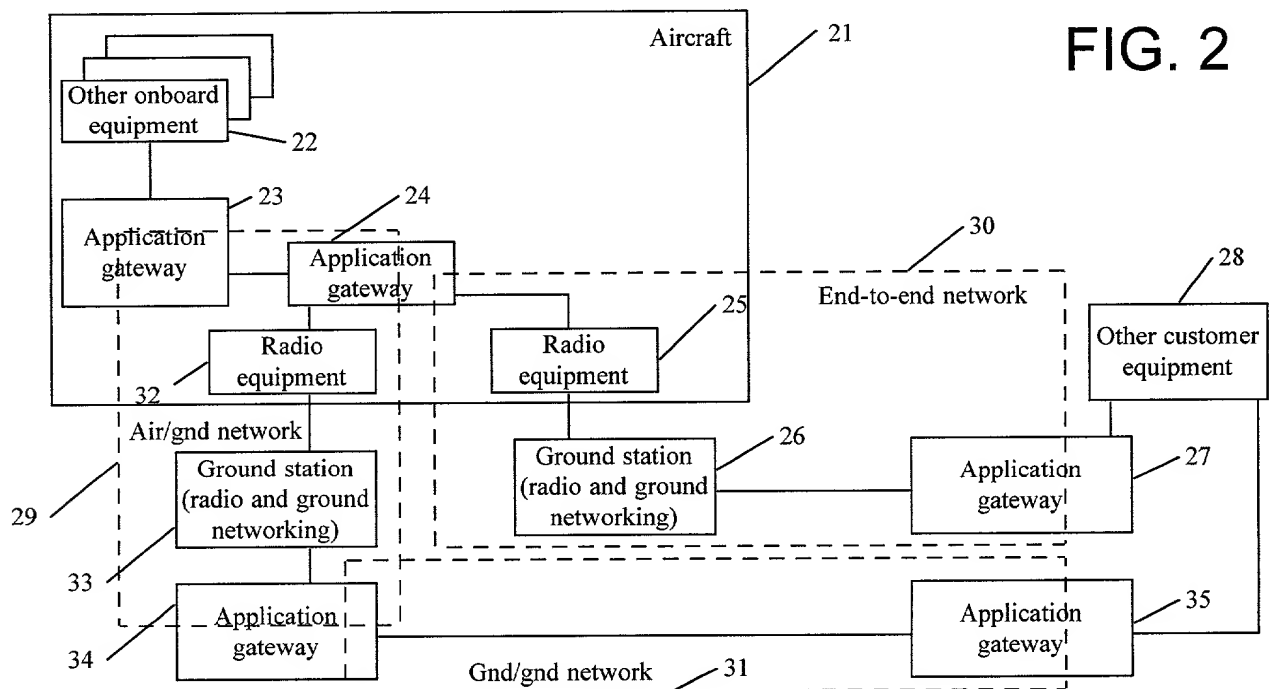 Aircraft
21
FIG. 2
Other onboard
equipment
22
23
24
Application
gateway
Application
gateway
30
End-to-end network
28
25
Other customer
equipment
Radio
equipment
32
Radio
equipment
Air/gnd network
26
Ground station
(radio and ground
networking)
Ground station
(radio and ground
networking)
Application
gateway
27
29
33
34
Application
gateway
Application
gateway
35
Gnd/gnd network
31